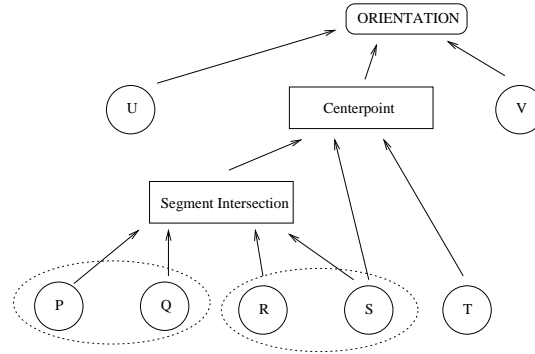 ORIENTATION
U
Centerpoint
V
Segment Intersection
P
Q
R
S
T